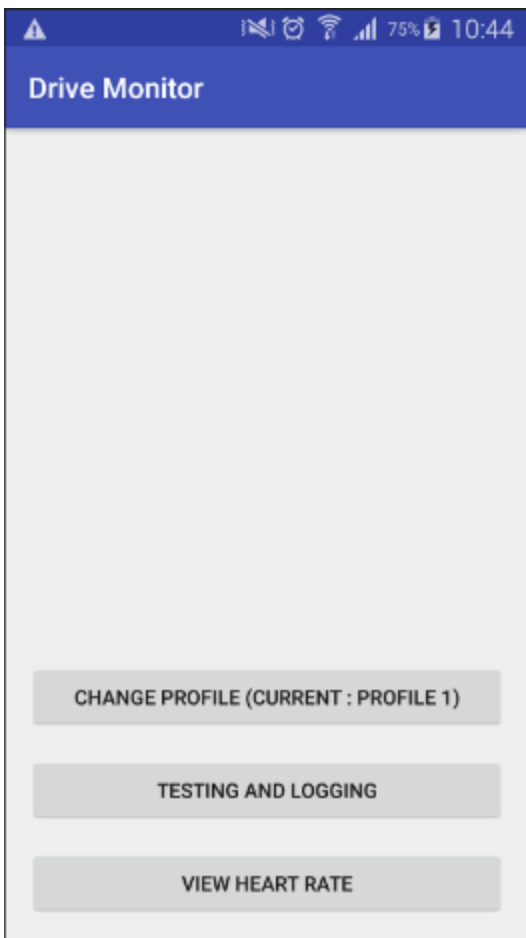 75% 10:44
Drive Monitor
CHANGE PROFILE (CURRENT : PROFILE 1)
TESTING AND LOGGING
VIEW HEART RATE